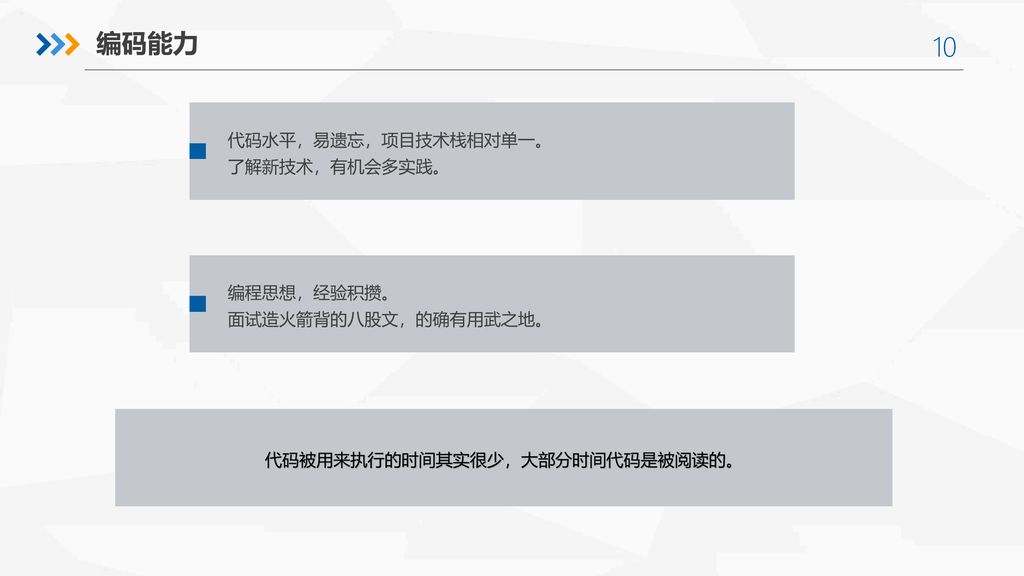 编码能力
10
代码水平，易遗忘，项目技术栈相对单一。
了解新技术，有机会多实践。
编程思想，经验积攒。
面试造火箭背的八股文，的确有用武之地。
代码被用来执行的时间其实很少，大部分时间代码是被阅读的。